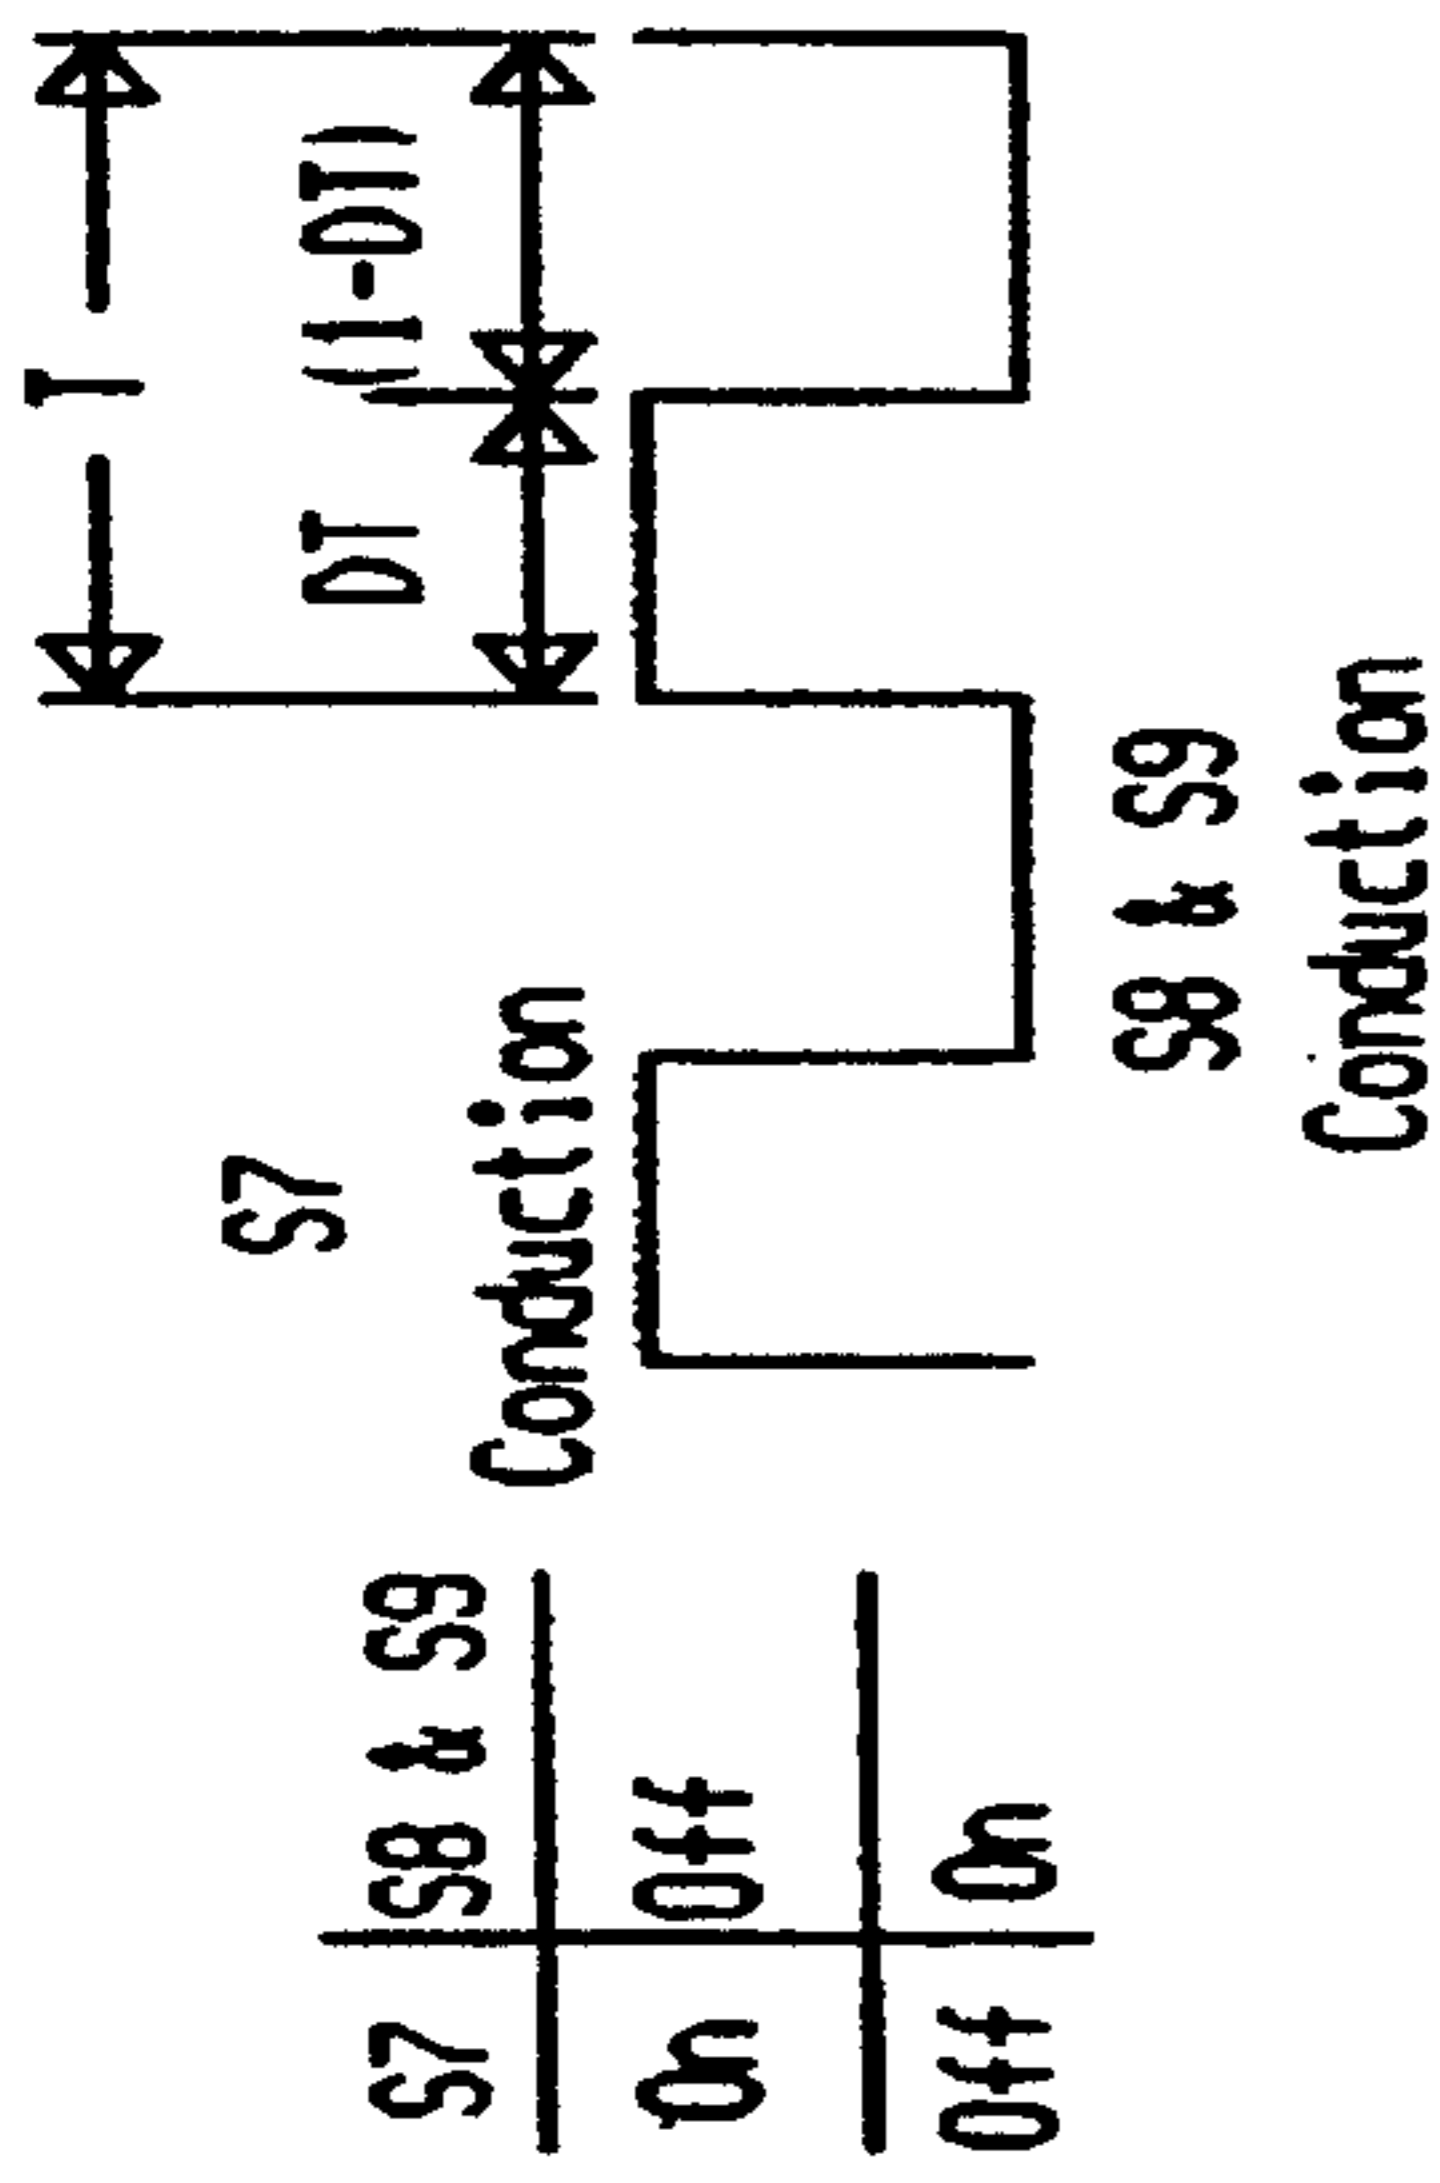 S7 S8 & S9
On Off
Off On
S7
Conduction
T
DT (1-DT)
S8 & S9
Conduction